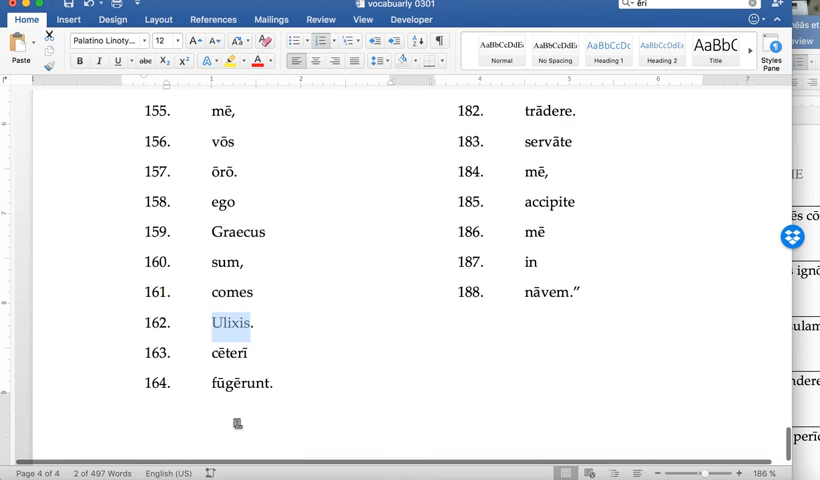 vocabuarly 0301
ēri
Home Insert Design Layout References Mailings Review View Developer
Palatino Linoty... 12
Paste
AaBbCcDdEe AaBbCcDdEe AaBbCcDc AaBbCcDdEe AaBbC
Normal No Spacing Heading 1 Heading 2 Title
Styles
Pane
155. mē,
156. vōs
157. ōrō.
158. ego
159. Graecus
160. sum,
161. comes
162. Ulixis.
163. cēterī
164. fūgērunt.
182. trādere.
183. servāte
184. mē,
185. accipite
186. mē
187. in
188. nāvem.”
Page 4 of 4 2 of 497 Words English (US) 186 %